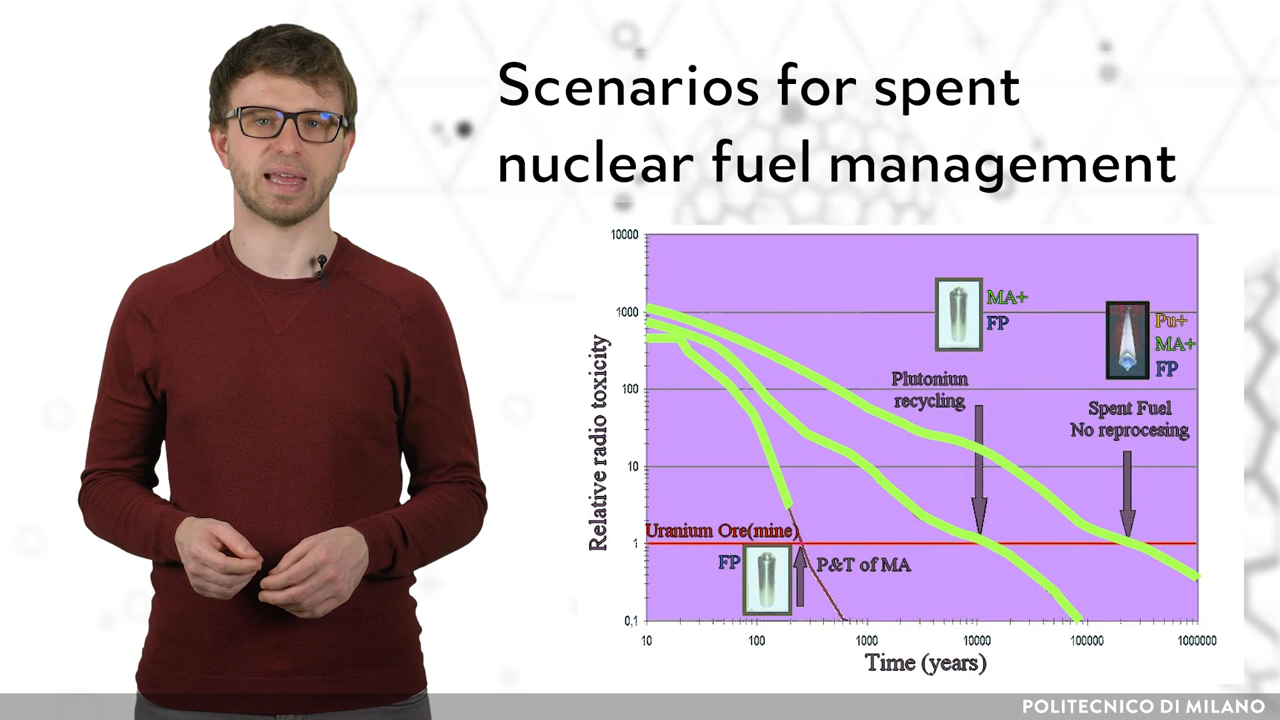 Scenarios for spent
nuclear fuel management
10000
1000
100
10
1
0,1
Relative radio toxicity
MA+
FP
Pu+
MA+
FP
Plutoniun
recycling
Spent Fuel
No reprocesing
Uranium Ore(mine)
FP
P&T of MA
10
100
1000
10000
100000
1000000
Time (years)
POLITECNICO DI MILANO